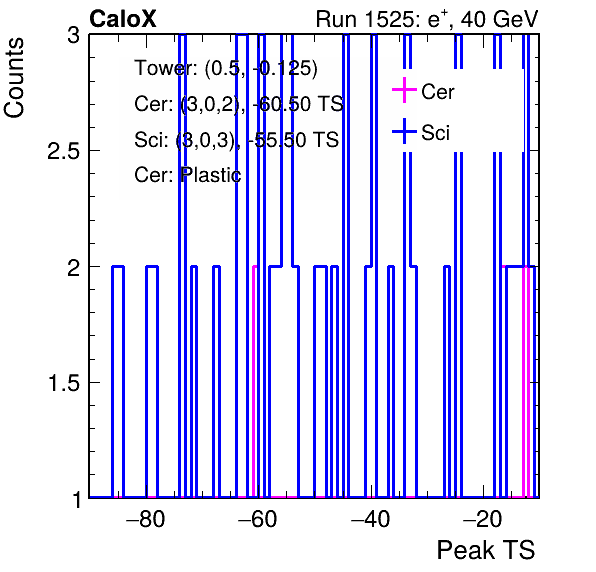 CaloX Run 1525: e+, 40 GeV
Counts
3
2.5
2
1.5
1
Tower: (0.5, -0.125)
Cer: (3,0,2), -60.50 TS
Sci: (3,0,3), -55.50 TS
Cer: Plastic
Cer
Sci
−80 −60 −40 −20
Peak TS